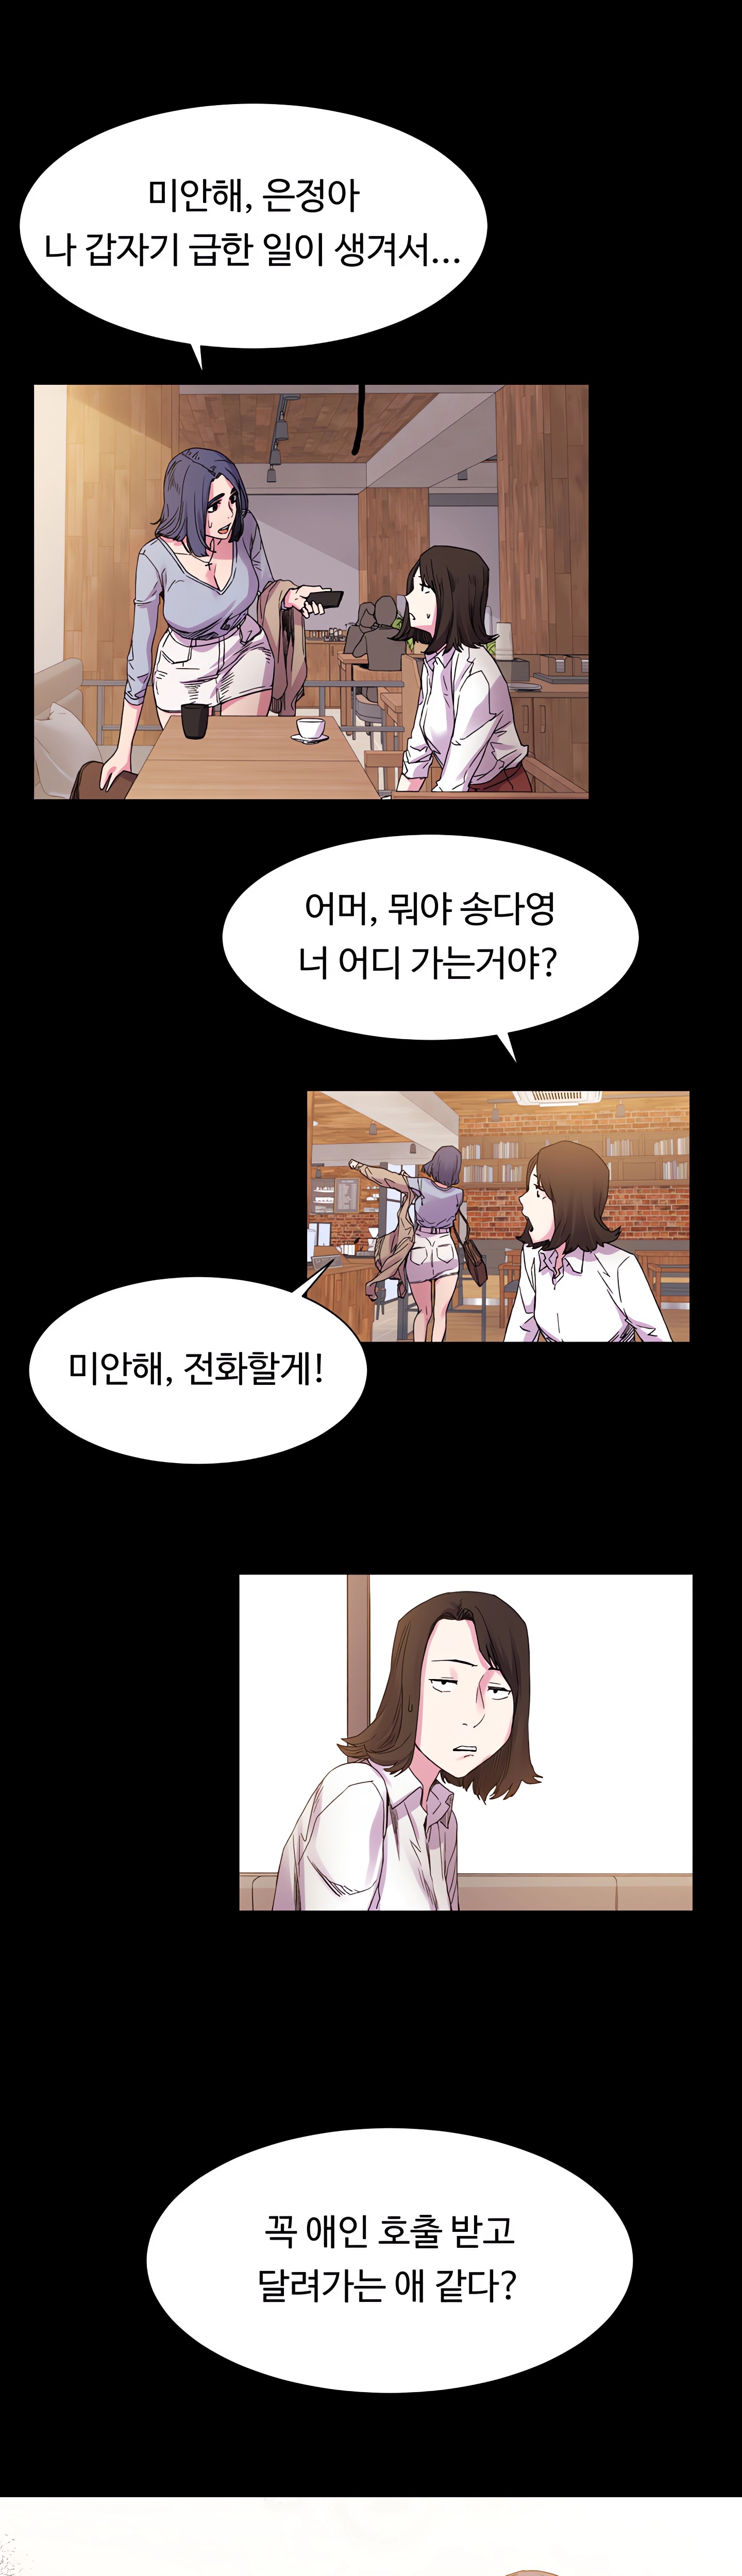 미안해, 은정아
나 갑자기 급한 일이 생겨서...
어머, 뭐야 송다영
너 어디 가는거야?
미안해, 전화할게!
꼭 애인 호출 받고
달려가는 애 같다?